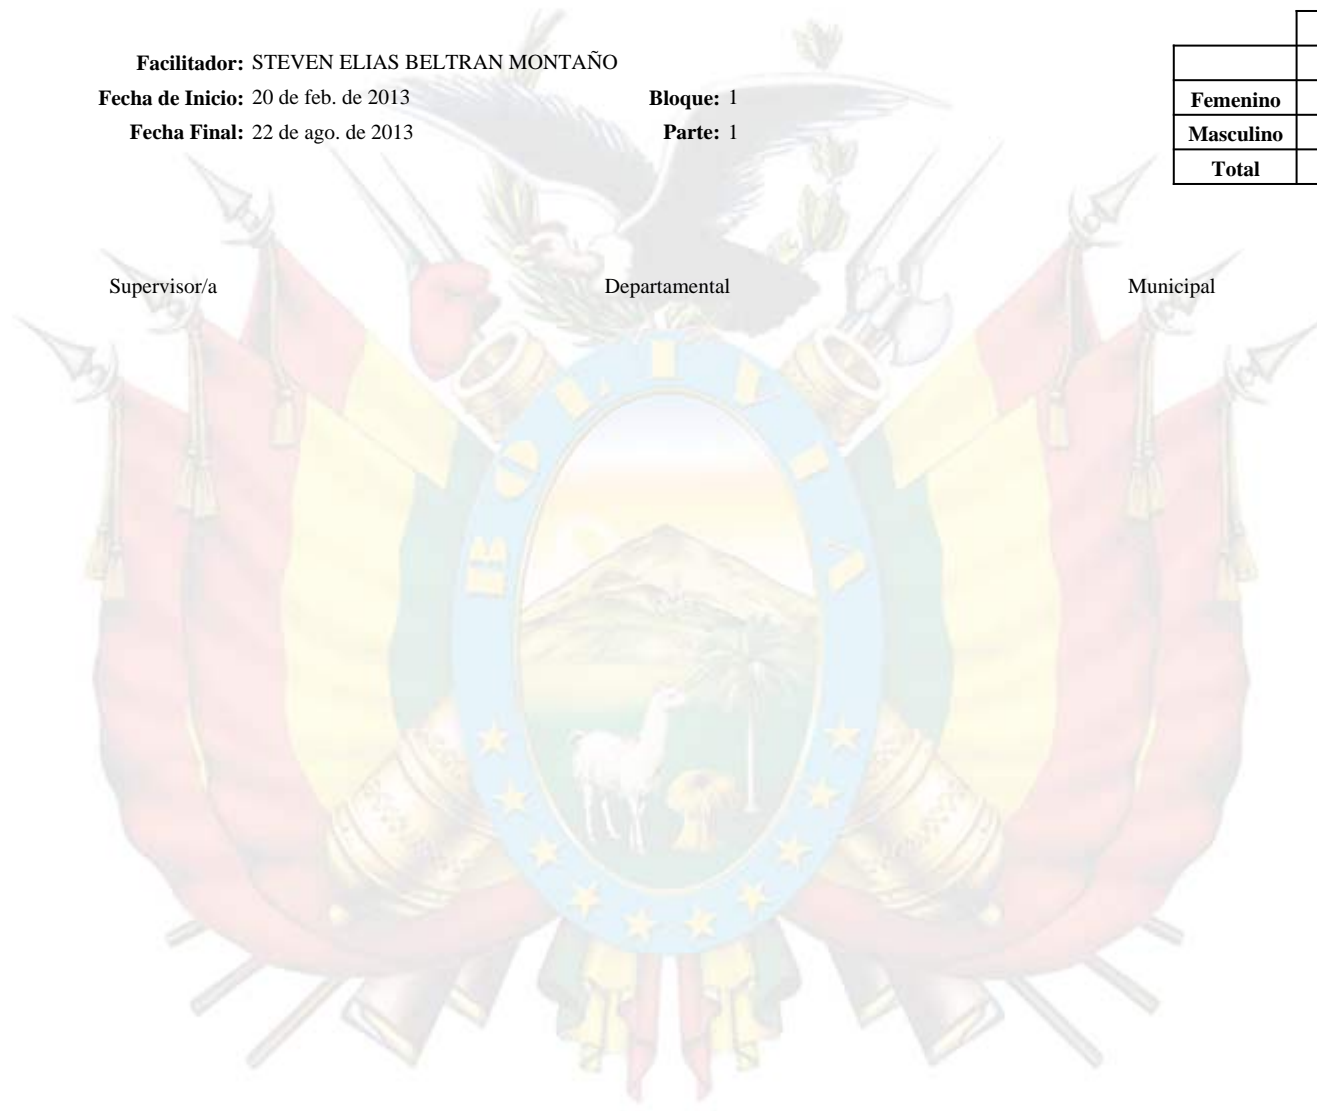 Facilitador: STEVEN ELIAS BELTRAN MONTAÑO
Fecha de Inicio: 20 de feb. de 2013 Bloque: 1
Fecha Final: 22 de ago. de 2013 Parte: 1
Femenino
Masculino
Total
Supervisor/a Departamental Municipal
BOLIVIA